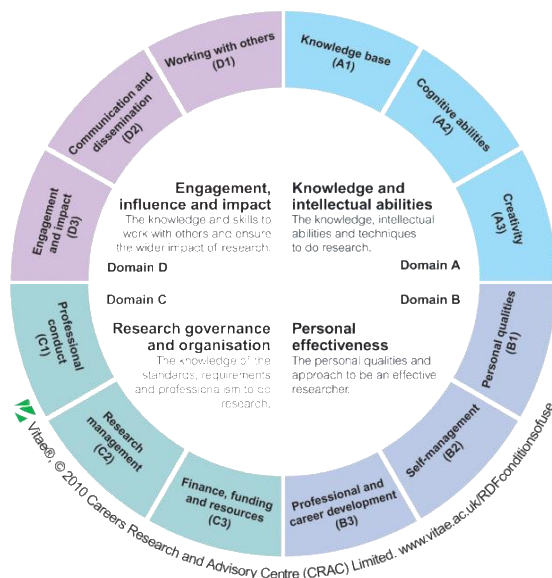 Working with others
(D1)
Knowledge base
(A1)
Communication and
dissemination
(D2)
Cognitive abilities
(A2)
Engagement
and impact
(D3)
Creativity
(A3)
Engagement,
influence and impact
The knowledge and skills to
work with others and ensure
the wider impact of research.
Domain D
Knowledge and
intellectual abilities
The knowledge, intellectual
abilities and techniques
to do research.
Domain A
Domain C
Research governance
and organisation
The knowledge of the
standards, requirements
and professionalism to do
research.
Domain B
Personal
effectiveness
The personal qualities and
approach to be an effective
researcher.
Professional
conduct
(C1)
Personal qualities
(B1)
Research
management
(C2)
Self-management
(B2)
Finance, funding
and resources
(C3)
Professional and
career development
(B3)
Vitae®, © 2010 Careers Research and Advisory Centre (CRAC) Limited. www.vitae.ac.uk/RDFconditionsofuse